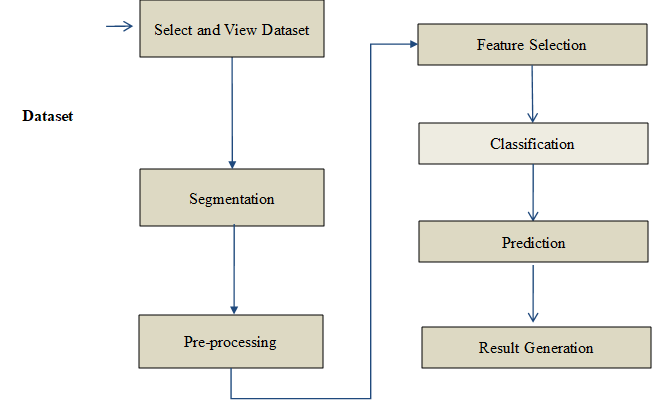 Select and View Dataset
Dataset
Segmentation
Pre-processing
Feature Selection
Classification
Prediction
Result Generation